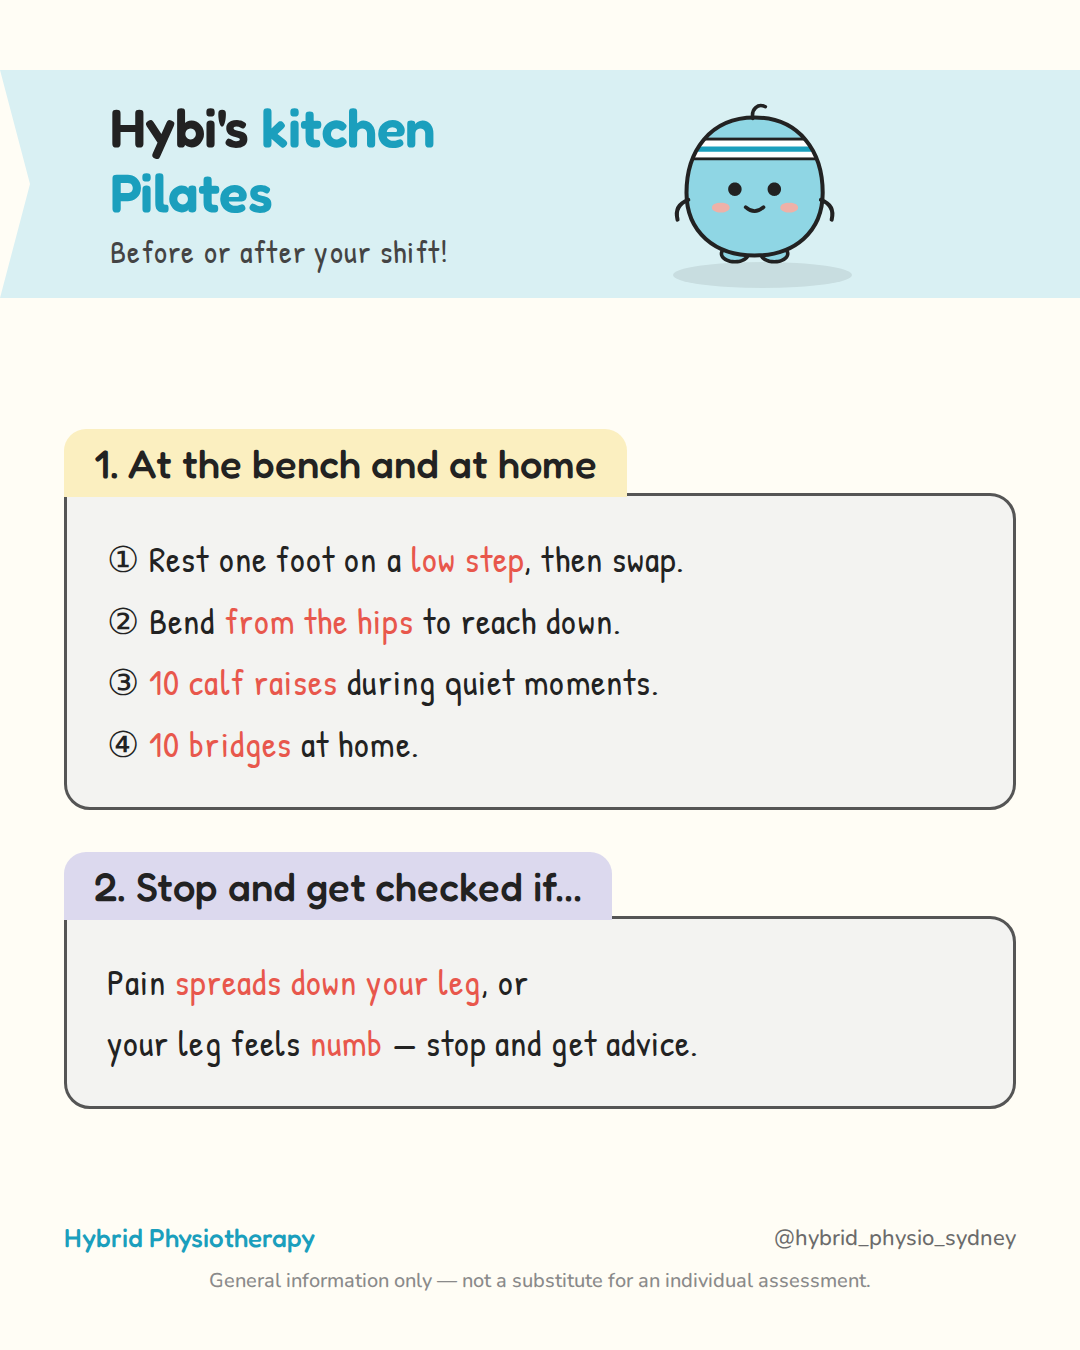 Hybi's kitchen
Pilates
Before or after your shift!
1. At the bench and at home
① Rest one foot on a low step, then swap.
② Bend from the hips to reach down.
③ 10 calf raises during quiet moments.
④ 10 bridges at home.
2. Stop and get checked if...
Pain spreads down your leg, or
your leg feels numb — stop and get advice.
Hybrid Physiotherapy
@hybrid_physio_sydney
General information only — not a substitute for an individual assessment.